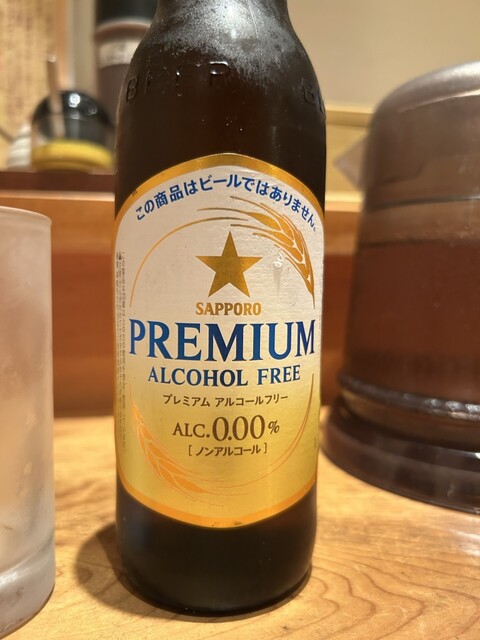 この商品はビールではありません。
SAPPORO
PREMIUM
ALCOHOL FREE
プレミアム アルコールフリー
ALC.0.00%
[ノンアルコール]